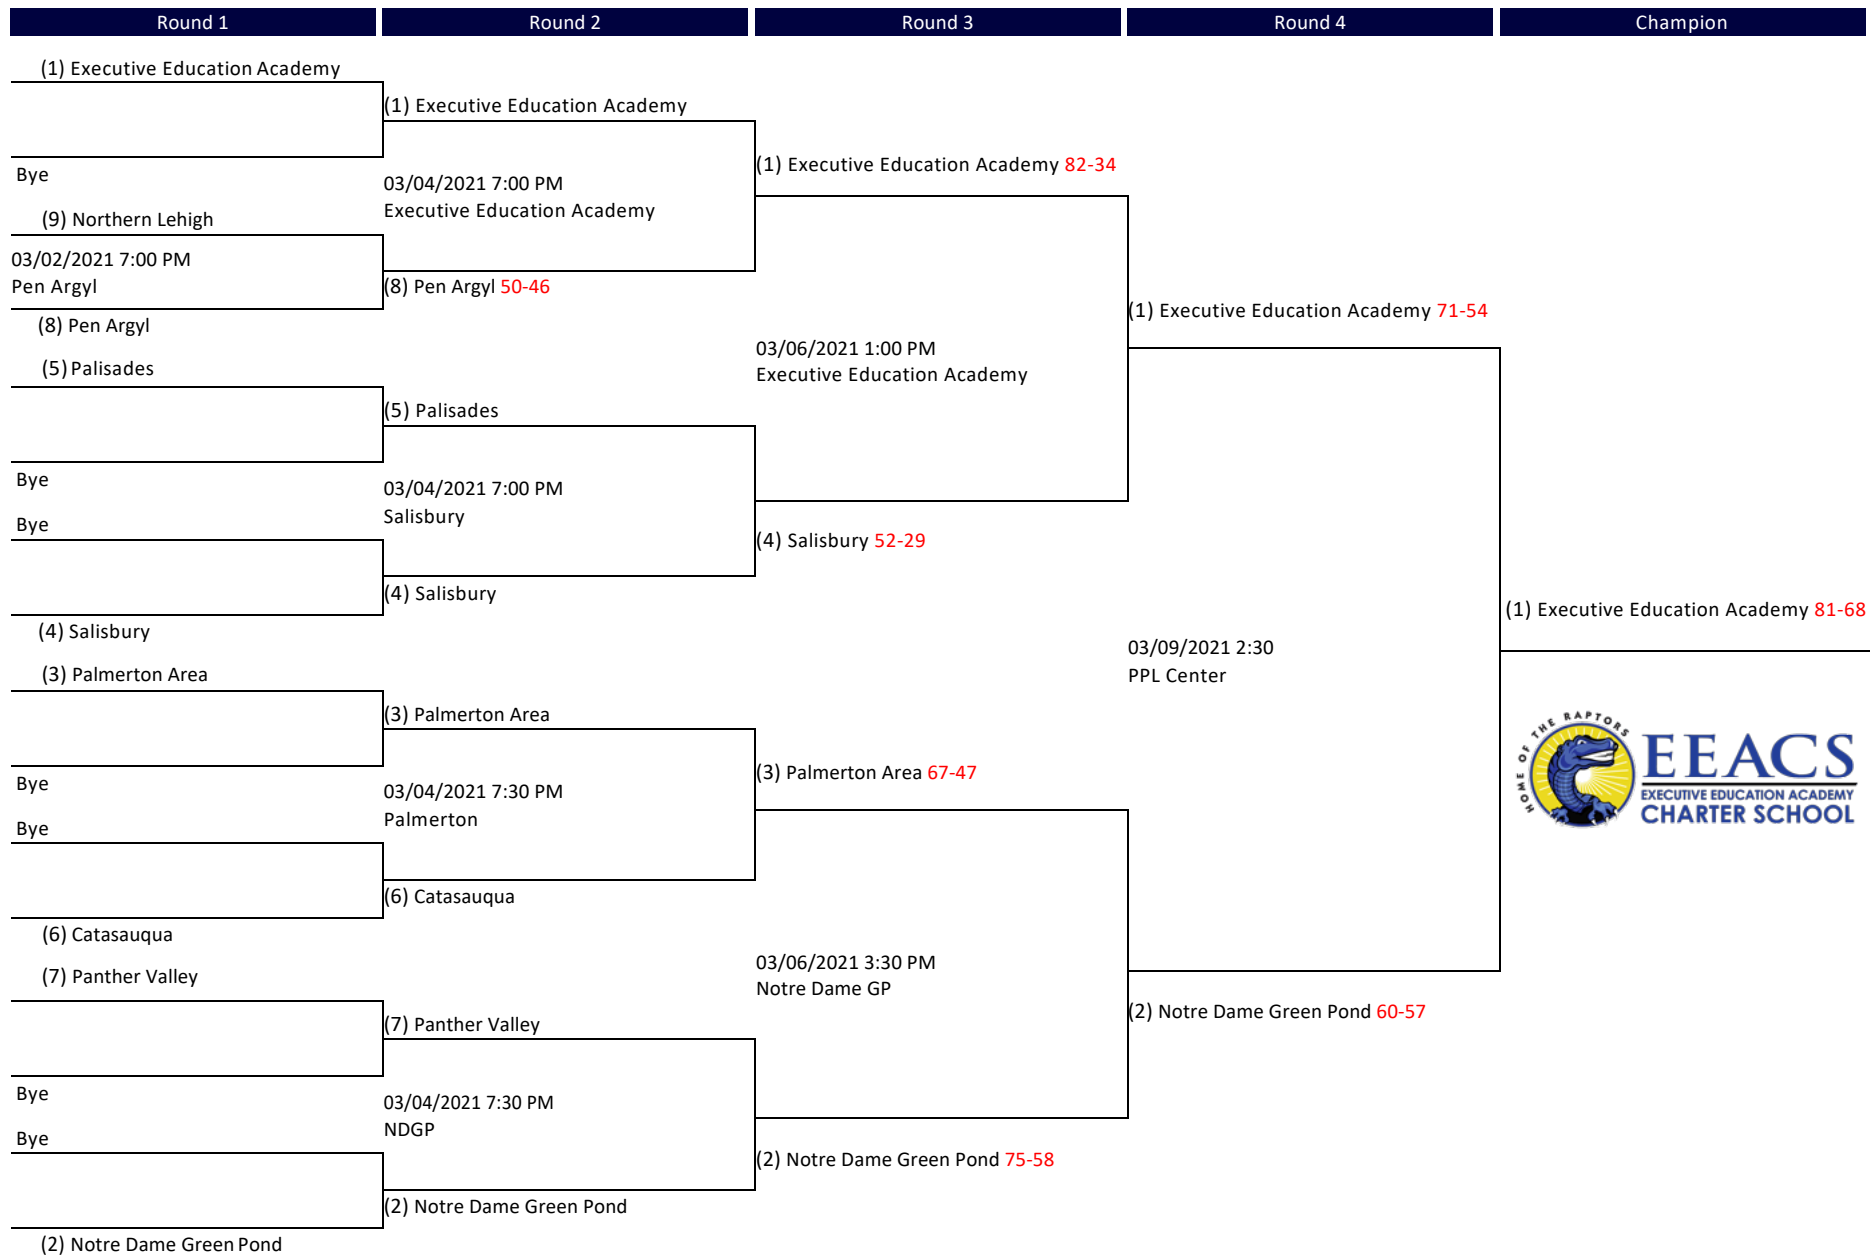 Round 1
Round 2
Round 3
Round 4
Champion
(1) Executive Education Academy
Bye
(9) Northern Lehigh
03/02/2021 7:00 PM
Pen Argyl
(8) Pen Argyl
(5) Palisades
Bye
Bye
(4) Salisbury
(3) Palmerton Area
Bye
Bye
(6) Catasauqua
(7) Panther Valley
Bye
Bye
(2) Notre Dame Green Pond
(1) Executive Education Academy
03/04/2021 7:00 PM
Executive Education Academy
(8) Pen Argyl 50-46
(5) Palisades
03/04/2021 7:00 PM
Salisbury
(4) Salisbury
(3) Palmerton Area
03/04/2021 7:30 PM
Palmerton
(6) Catasauqua
(7) Panther Valley
03/04/2021 7:30 PM
NDGP
(2) Notre Dame Green Pond
(1) Executive Education Academy 82-34
03/06/2021 1:00 PM
Executive Education Academy
(4) Salisbury 52-29
(3) Palmerton Area 67-47
03/06/2021 3:30 PM
Notre Dame GP
(2) Notre Dame Green Pond 75-58
(1) Executive Education Academy 71-54
03/09/2021 2:30
PPL Center
(2) Notre Dame Green Pond 60-57
(1) Executive Education Academy 81-68
HOME OF THE RAPTORS
EEACS
EXECUTIVE EDUCATION ACADEMY
CHARTER SCHOOL